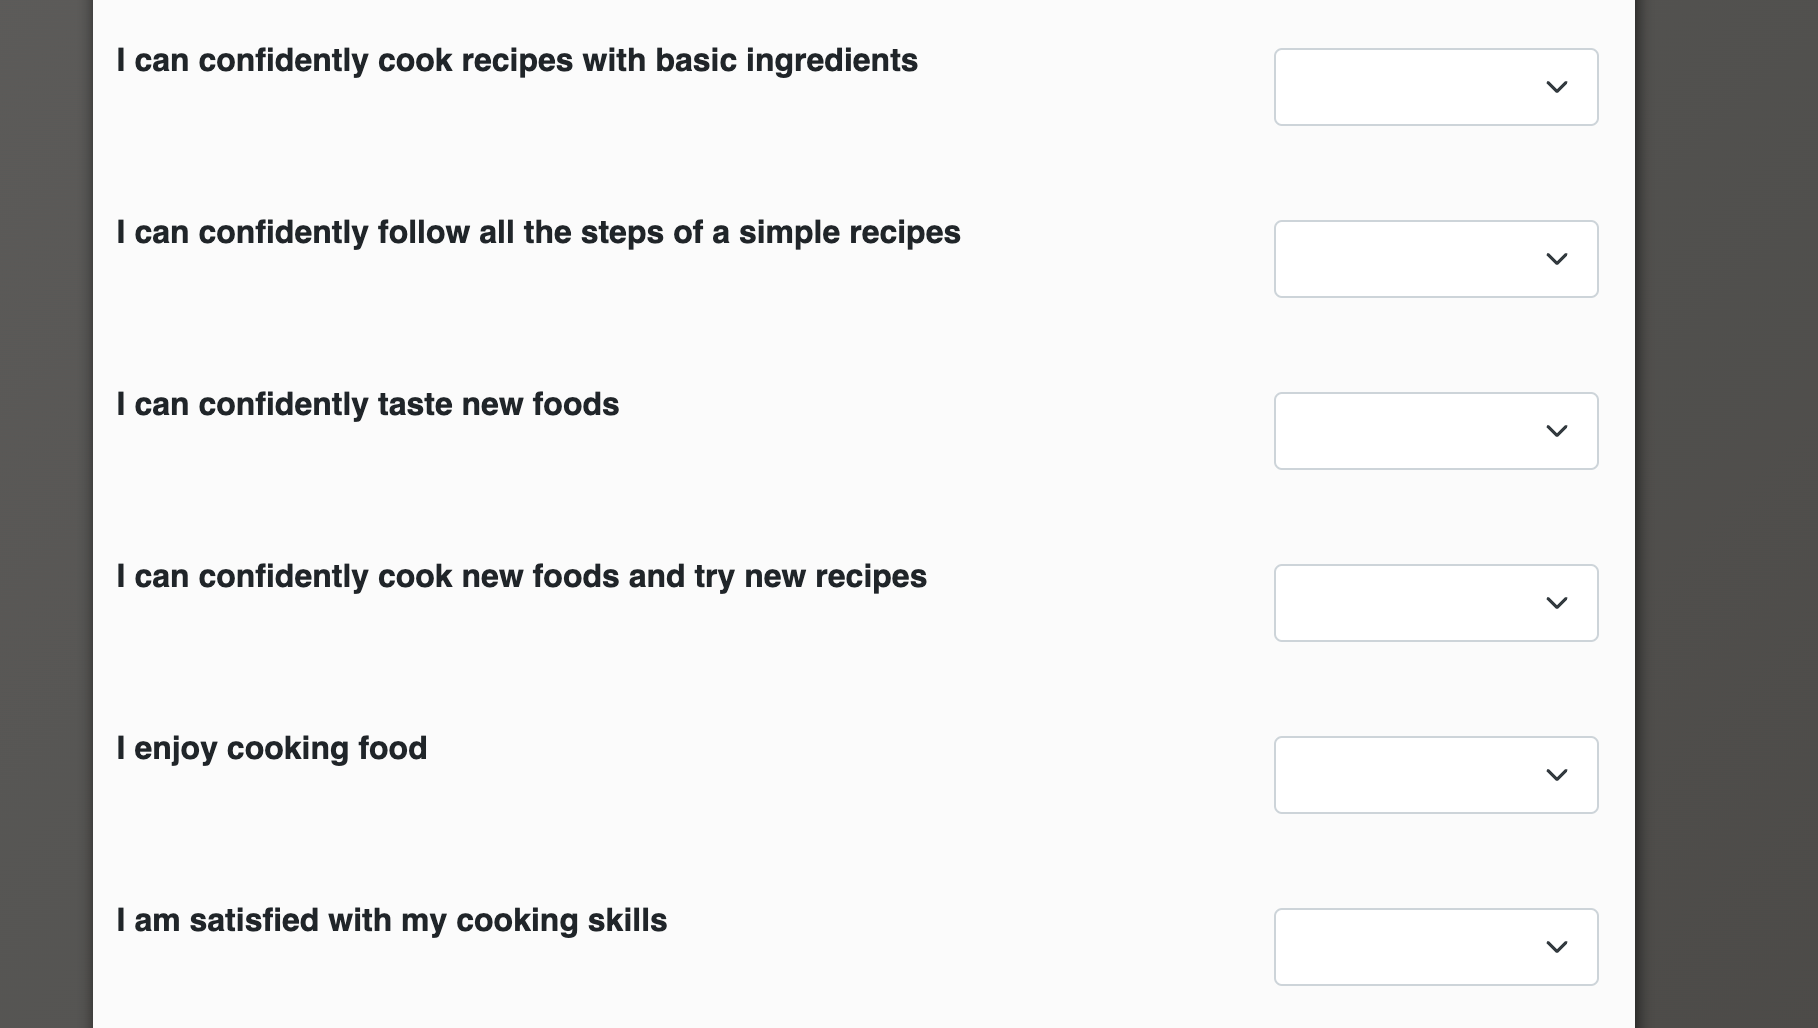 I can confidently cook recipes with basic ingredients
I can confidently follow all the steps of a simple recipes
I can confidently taste new foods
I can confidently cook new foods and try new recipes
I enjoy cooking food
I am satisfied with my cooking skills